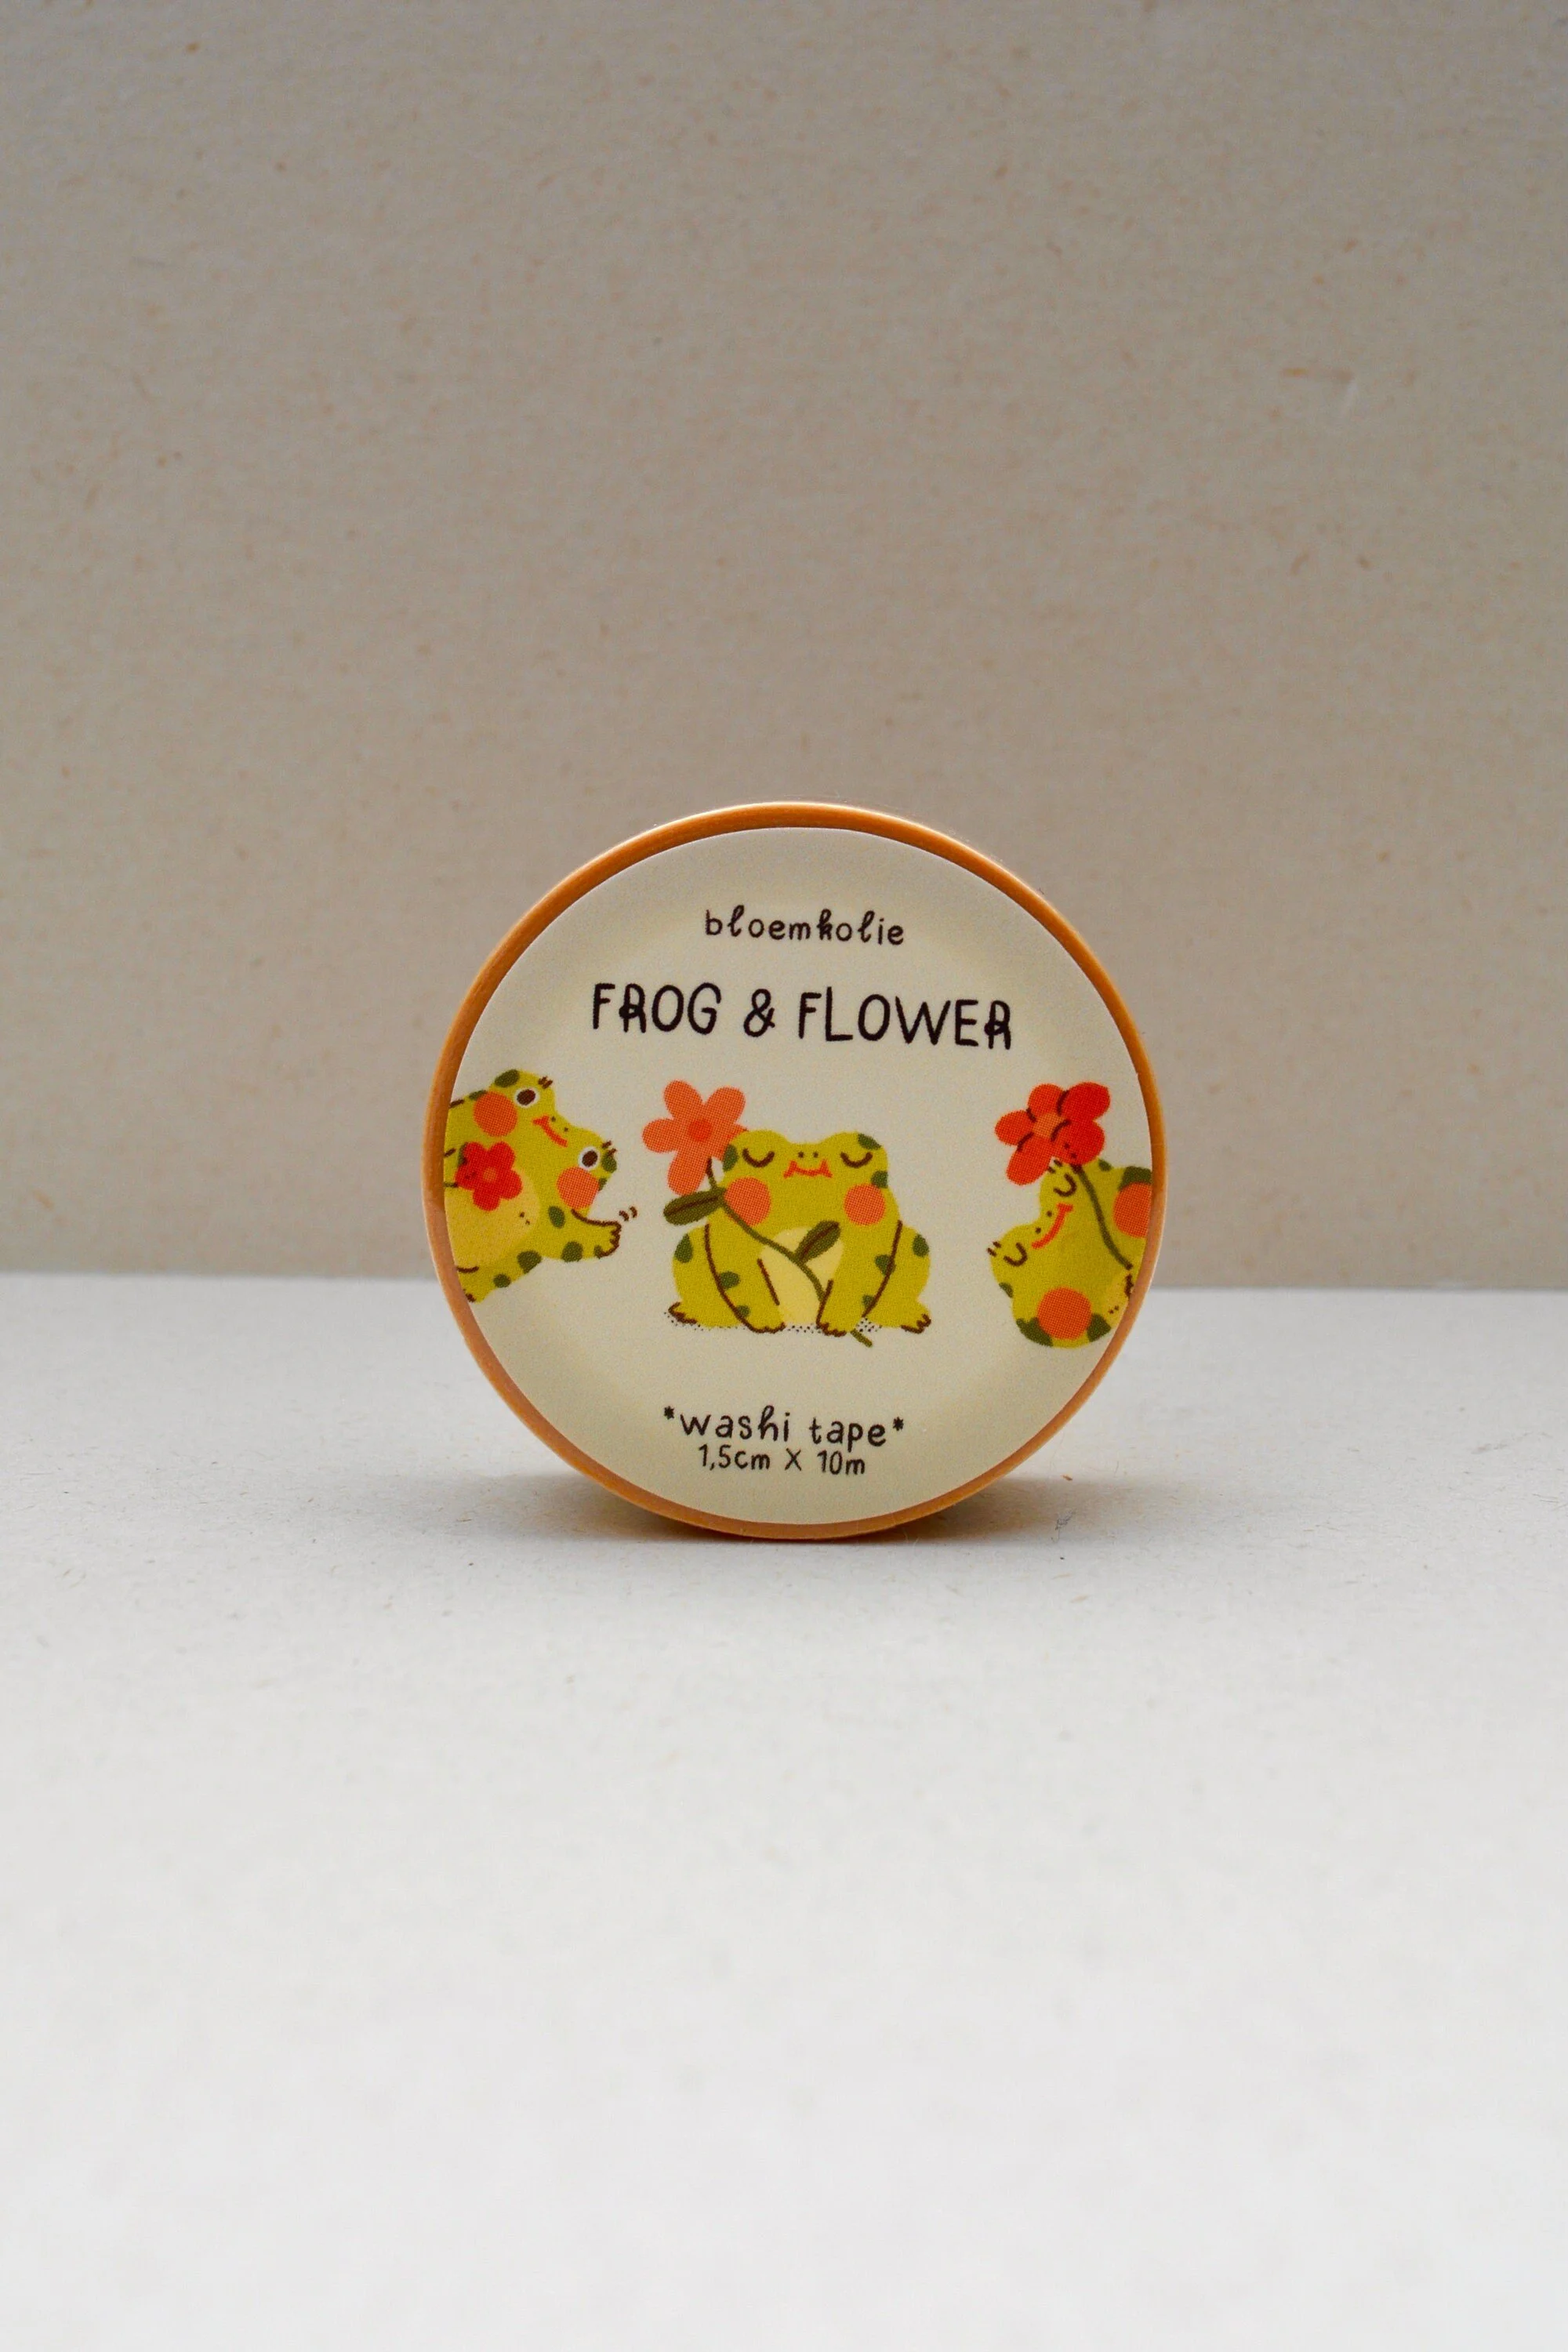 bloemkolie
FROG & FLOWER
*washi tape*
1,5cm X 10m